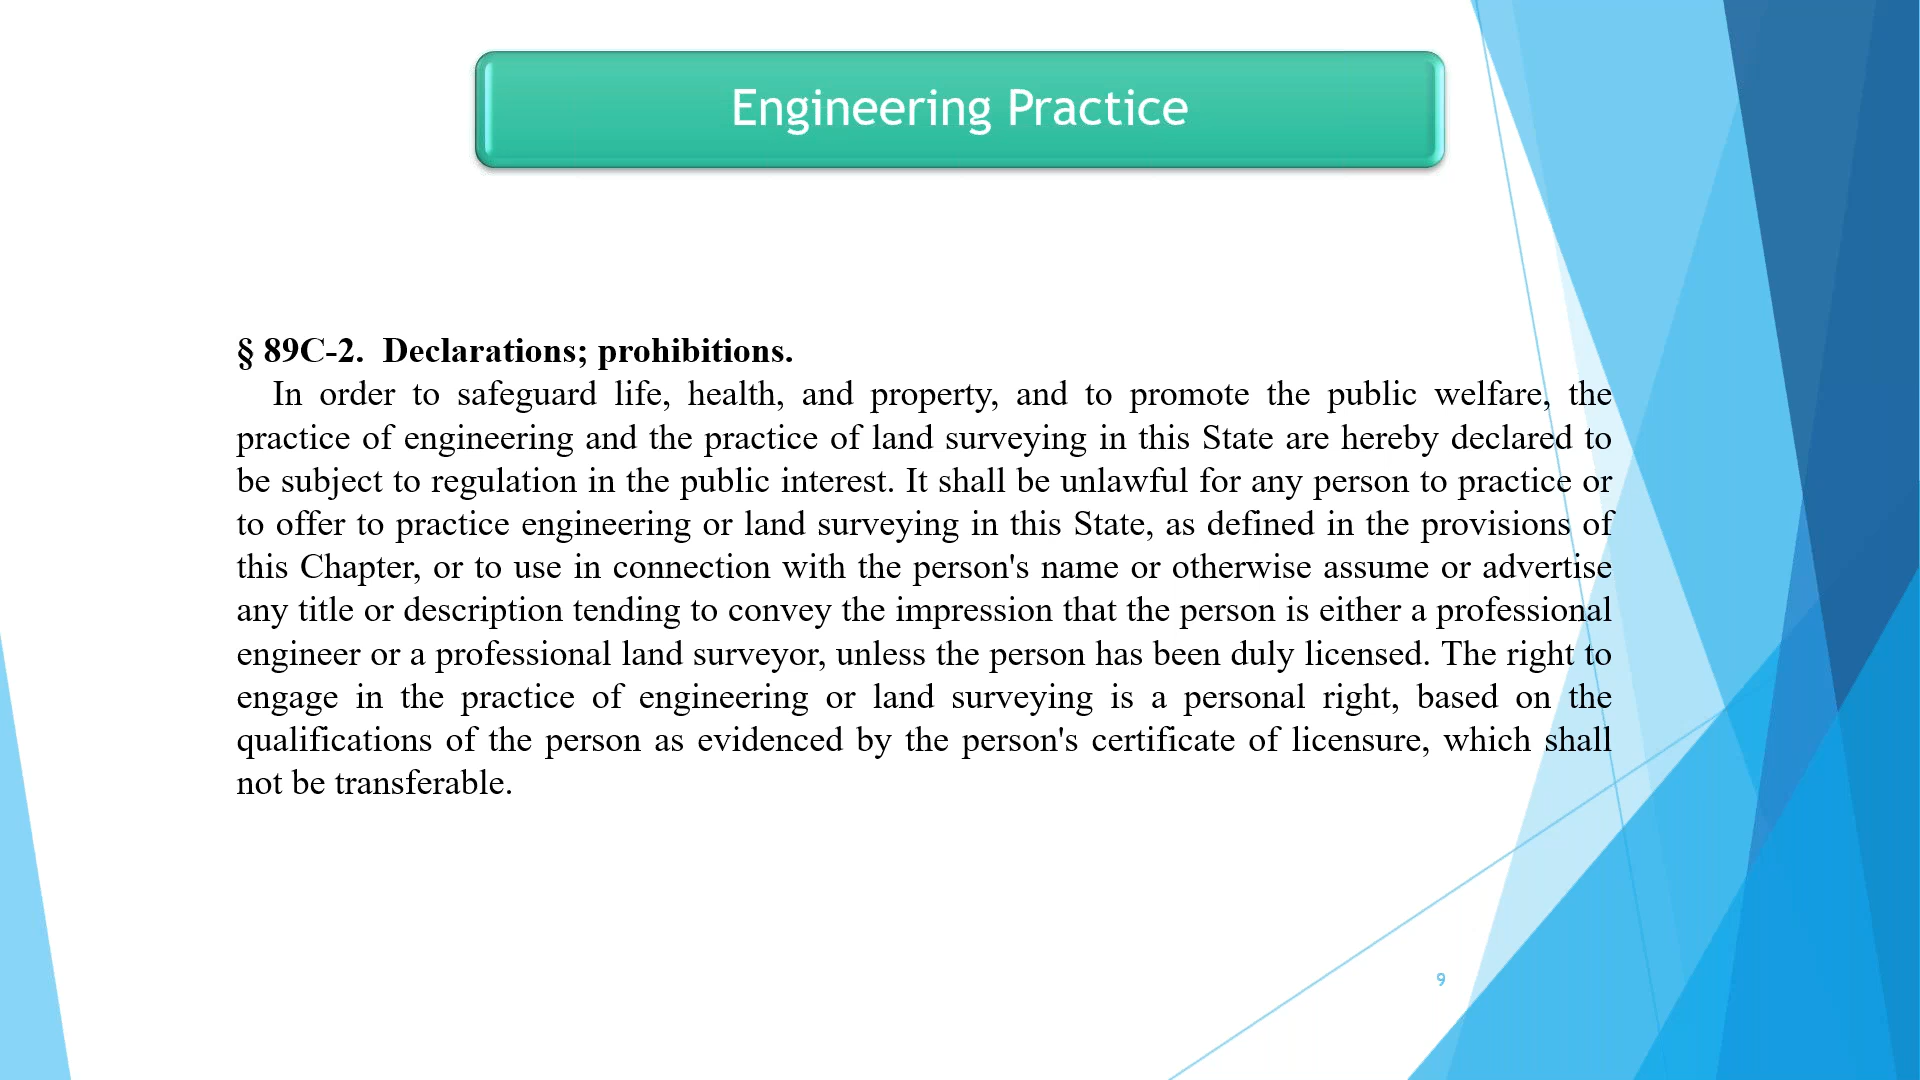 Engineering Practice
§ 89C-2. Declarations; prohibitions.
In order to safeguard life, health, and property, and to promote the public welfare, the
practice of engineering and the practice of land surveying in this State are hereby declared to
be subject to regulation in the public interest. It shall be unlawful for any person to practice or
to offer to practice engineering or land surveying in this State, as defined in the provisions of
this Chapter, or to use in connection with the person's name or otherwise assume or advertise
any title or description tending to convey the impression that the person is either a professional
engineer or a professional land surveyor, unless the person has been duly licensed. The right to
engage in the practice of engineering or land surveying is a personal right, based on the
qualifications of the person as evidenced by the person's certificate of licensure, which shall
not be transferable.
9